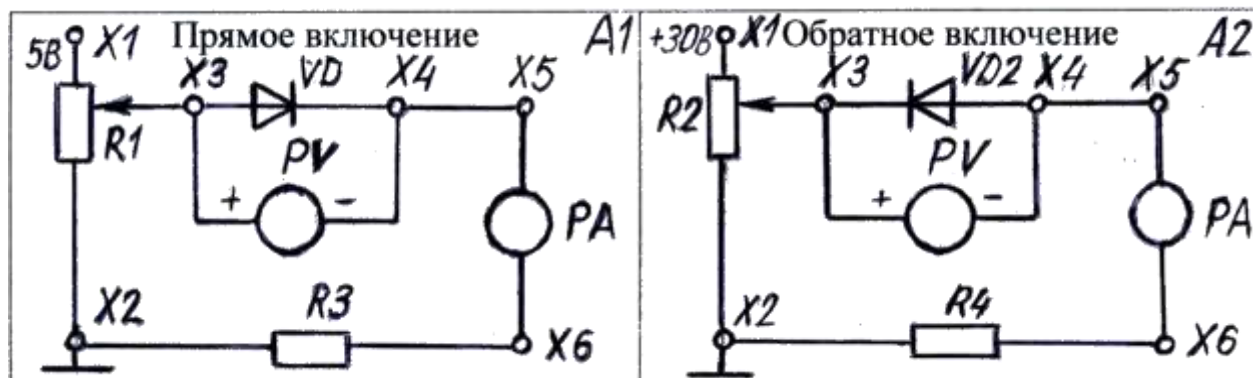 5В X1 Прямое включение A1
X3 VD X4 X5
R1
PV
+ -
PA
X2 R3 X6
+30В X1 Обратное включение A2
X3 VD2 X4 X5
R2
PV
+ -
PA
X2 R4 X6